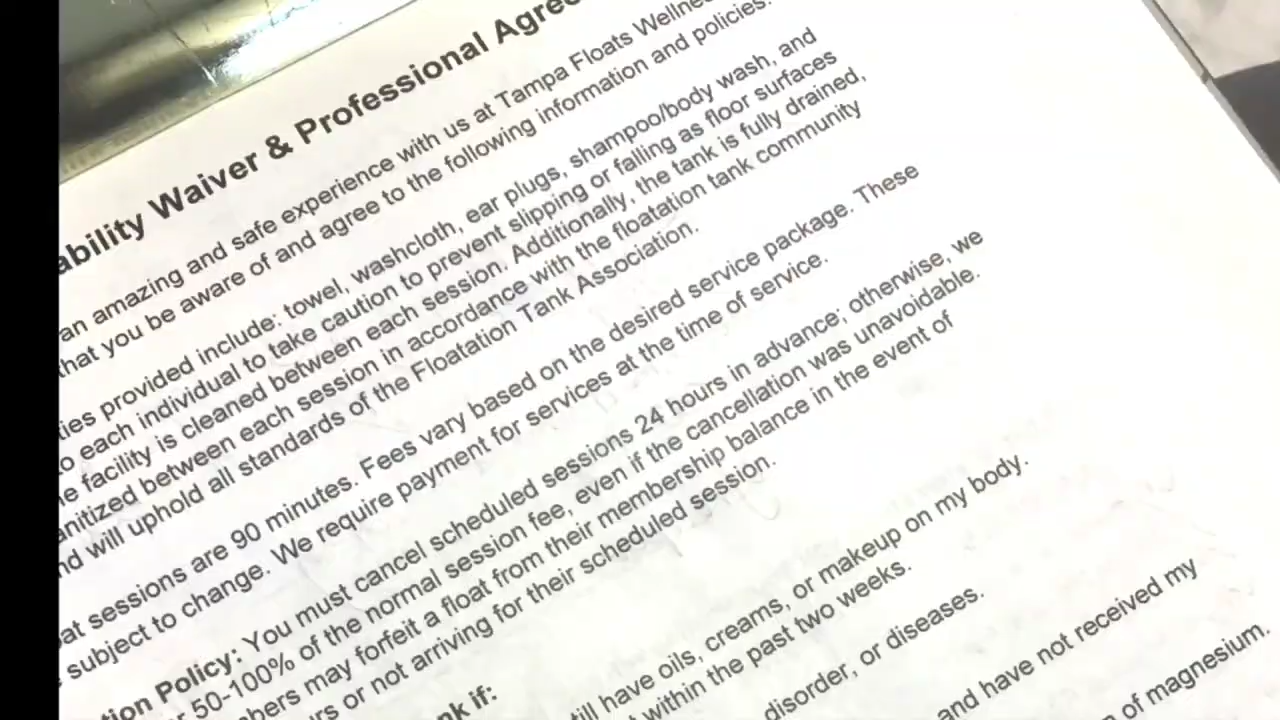 ability Waiver & Professional Agre
an amazing and safe experience with us at Tampa Floats Wellne
that you be aware of and agree to the following information and policies.
ties provided include: towel, washcloth, ear plugs, shampoo/body wash, and
to each individual to take caution to prevent slipping or falling as floor surfaces
he facility is cleaned between each session. Additionally, the tank is fully drained,
anitized between each session in accordance with the floatation tank community
nd will uphold all standards of the Floatation Tank Association.
oat sessions are 90 minutes. Fees vary based on the desired service package. These
subject to change. We require payment for services at the time of service.
tion Policy: You must cancel scheduled sessions 24 hours in advance; otherwise, we
r 50-100% of the normal session fee, even if the cancellation was unavoidable.
bers may forfeit a float from their membership balance in the event of
rs or not arriving for their scheduled session.
nk if:
till have oils, creams, or makeup on my body.
within the past two weeks.
disorder, or diseases.
and have not received my
n of magnesium.